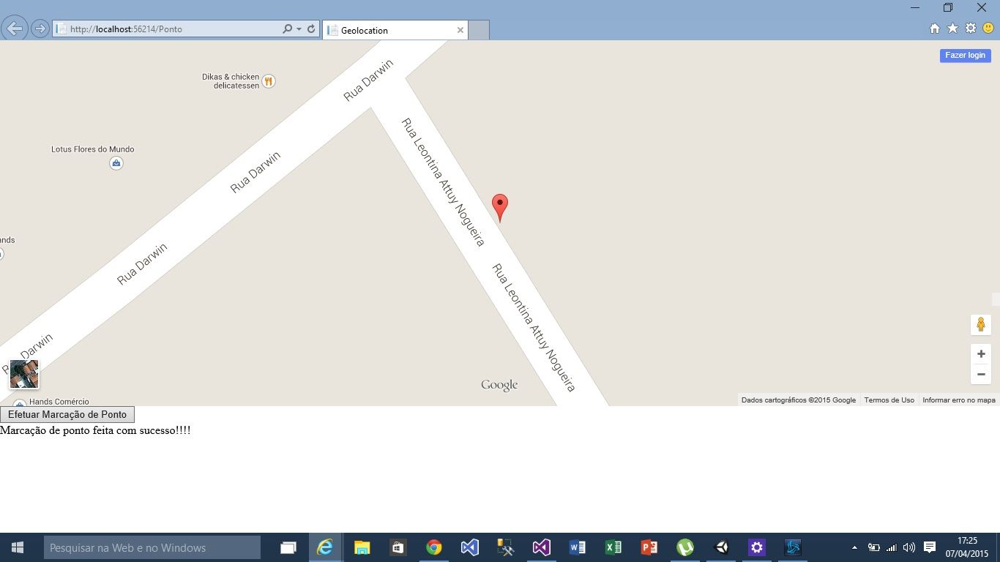 http://localhost:56214/Ponto
Geolocation
Fazer login
Dikas & chicken
delicatessen
Rua Darwin
Lotus Flores do Mundo
Rua Darwin
Rua Leontina Attuy Nogueira
ands
Rua Darwin
Rua Leontina Attuy Nogueira
Rua Darwin
Google
Hands Comércio
Dados cartográficos ©2015 Google
Termos de Uso
Informar erro no mapa
Efetuar Marcação de Ponto
Marcação de ponto feita com sucesso!!!!
Pesquisar na Web e no Windows
17:25
07/04/2015